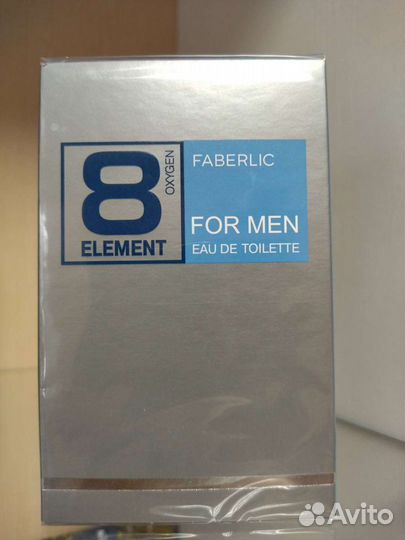 8
OXYGEN
ELEMENT
FABERLIC
FOR MEN
EAU DE TOILETTE
Avito